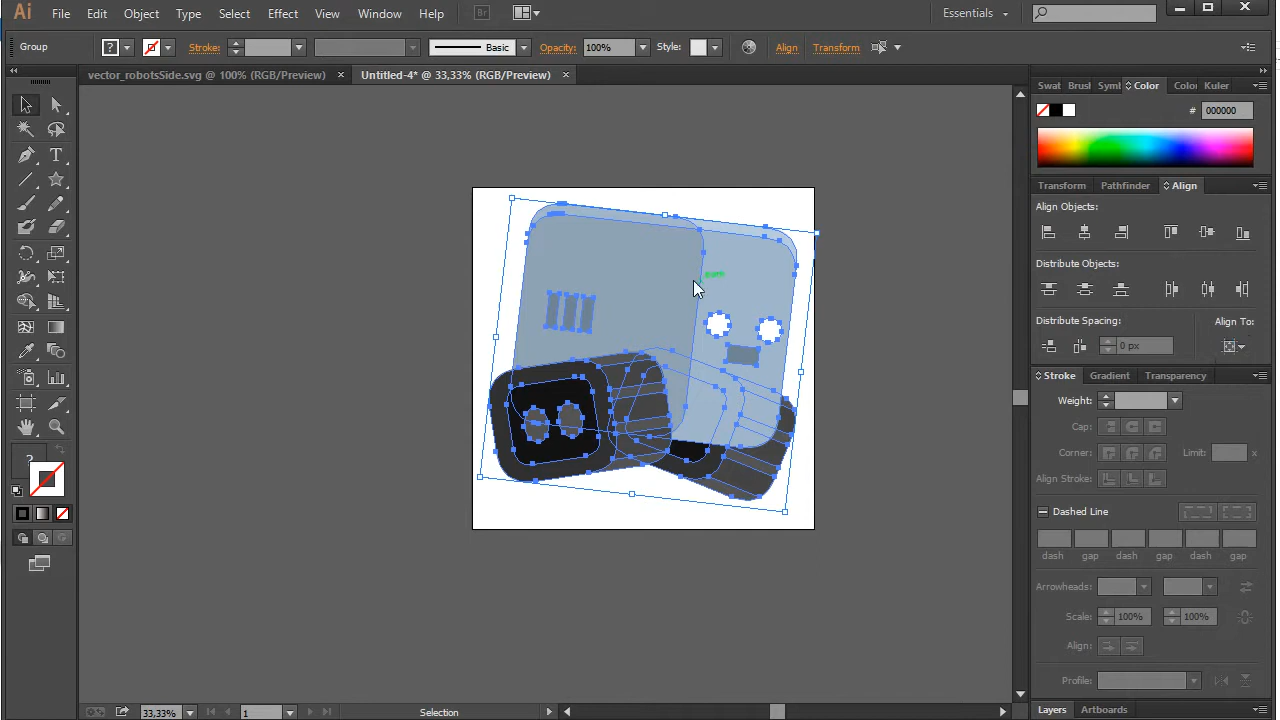 Ai File Edit Object Type Select Effect View Window Help Br Essentials
Group ? Stroke: Basic Opacity: 100% Style: Align Transform
vector_robotsSide.svg @ 100% (RGB/Preview) × Untitled-4* @ 33,33% (RGB/Preview) ×
Swat Brush Symb Color Color Kuler
# 000000
Transform Pathfinder Align
Align Objects:
Distribute Objects:
Distribute Spacing: Align To:
0 px
Stroke Gradient Transparency
Weight:
Cap:
Corner: Limit: x
Align Stroke:
Dashed Line
dash gap dash gap dash gap
Arrowheads:
Scale: 100% 100%
Align:
Profile:
Layers Artboards
T
?
path
33,33% 1 Selection